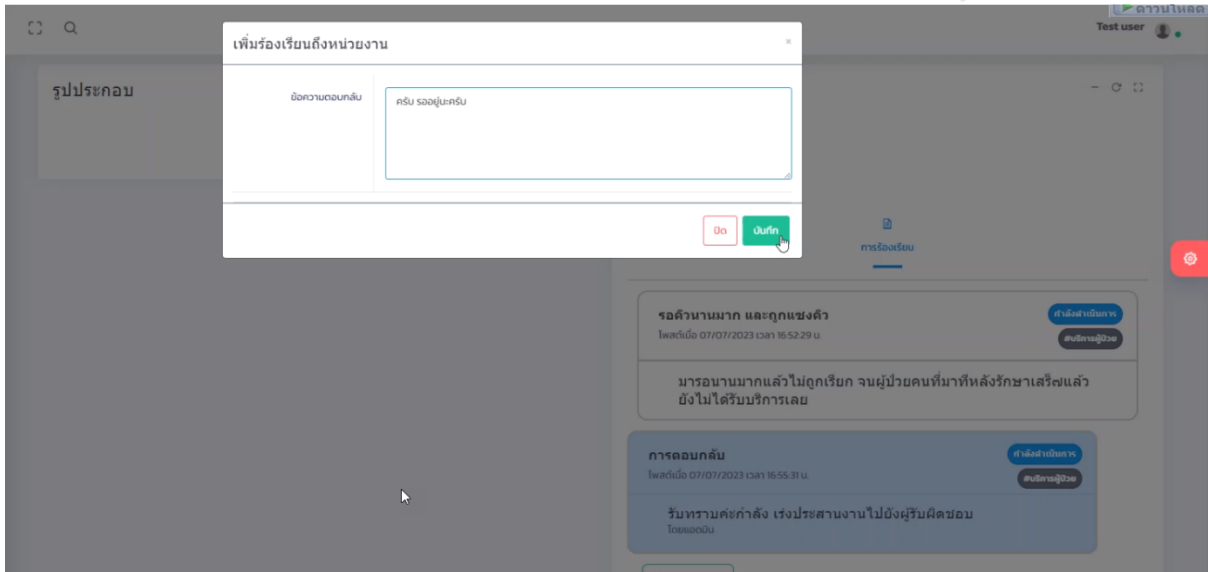 ดาวน์โหลด
Test user
เพิ่มร้องเรียนถึงหน่วยงาน
รูปประกอบ
ข้อความตอบกลับ
ครับ รออยู่นะครับ
ปิด
บันทึก
การร้องเรียน
รอคิวนานมาก และถูกแซงคิว
กำลังดำเนินการ
โพสต์เมื่อ 07/07/2023 เวลา 16:52:29 น.
#บริการผู้ป่วย
มารอนานมากแล้วไม่ถูกเรียก จนผู้ป่วยคนที่มาทีหลังรักษาเสร็๗แล้ว
ยังไม่ได้รับบริการเลย
การตอบกลับ
กำลังดำเนินการ
โพสต์เมื่อ 07/07/2023 เวลา 16:55:31 น.
#บริการผู้ป่วย
รับทราบค่ะกำลัง เร่งประสานงานไปยังผู้รับผิดชอบ
โดยแอดมิน